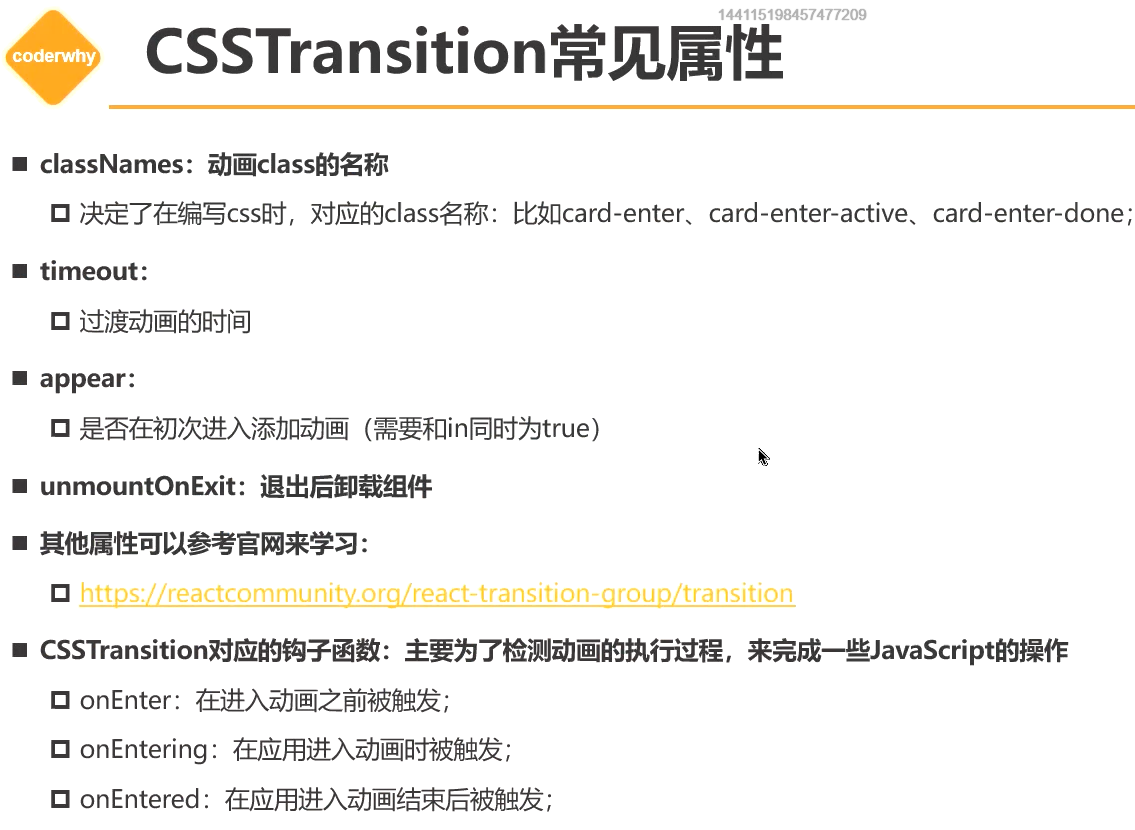 144115198457477209
coderwhy
CSSTransition常见属性
classNames：动画class的名称
决定了在编写css时，对应的class名称：比如card-enter、card-enter-active、card-enter-done；
timeout：
过渡动画的时间
appear：
是否在初次进入添加动画（需要和in同时为true）
unmountOnExit：退出后卸载组件
其他属性可以参考官网来学习：
https://reactcommunity.org/react-transition-group/transition
CSSTransition对应的钩子函数：主要为了检测动画的执行过程，来完成一些JavaScript的操作
onEnter：在进入动画之前被触发；
onEntering：在应用进入动画时被触发；
onEntered：在应用进入动画结束后被触发；